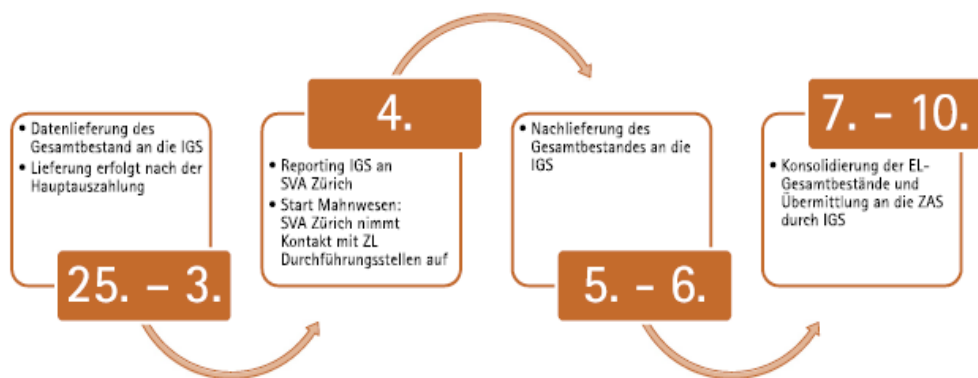 • Datenlieferung des
Gesamtbestand an die IGS
• Lieferung erfolgt nach der
Hauptauszahlung
25. – 3.
4.
• Reporting IGS an
SVA Zürich
• Start Mahnwesen:
SVA Zürich nimmt
Kontakt mit ZL
Durchführungsstellen auf
• Nachlieferung des
Gesamtbestandes an die
IGS
5. – 6.
7. - 10.
• Konsolidierung der EL-
Gesamtbestände und
Übermittlung an die ZAS
durch IGS